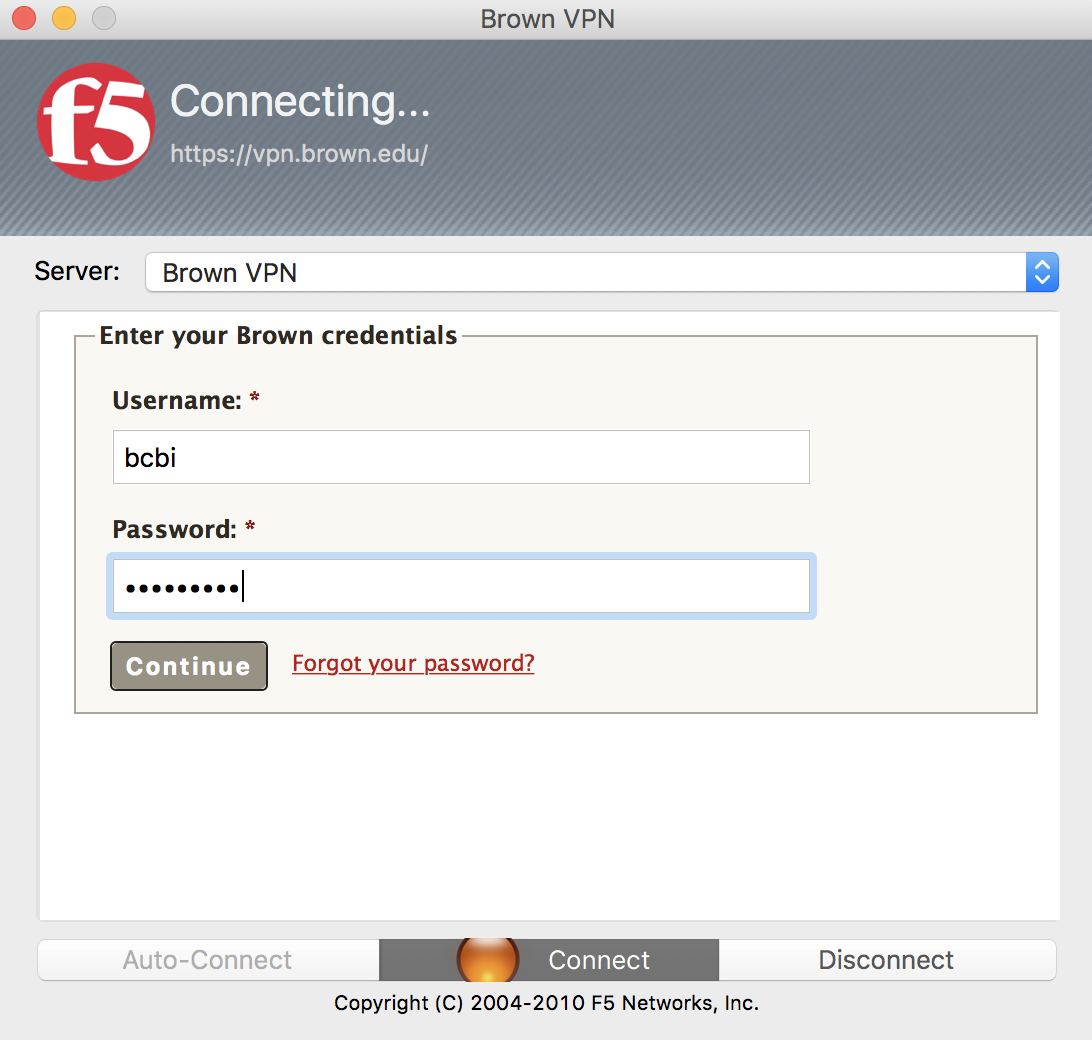 Brown VPN
f5
Connecting...
https://vpn.brown.edu/
Server: Brown VPN
Enter your Brown credentials
Username: *
bcbi
Password: *
•••••••••
Continue Forgot your password?
Auto-Connect Connect Disconnect
Copyright (C) 2004-2010 F5 Networks, Inc.